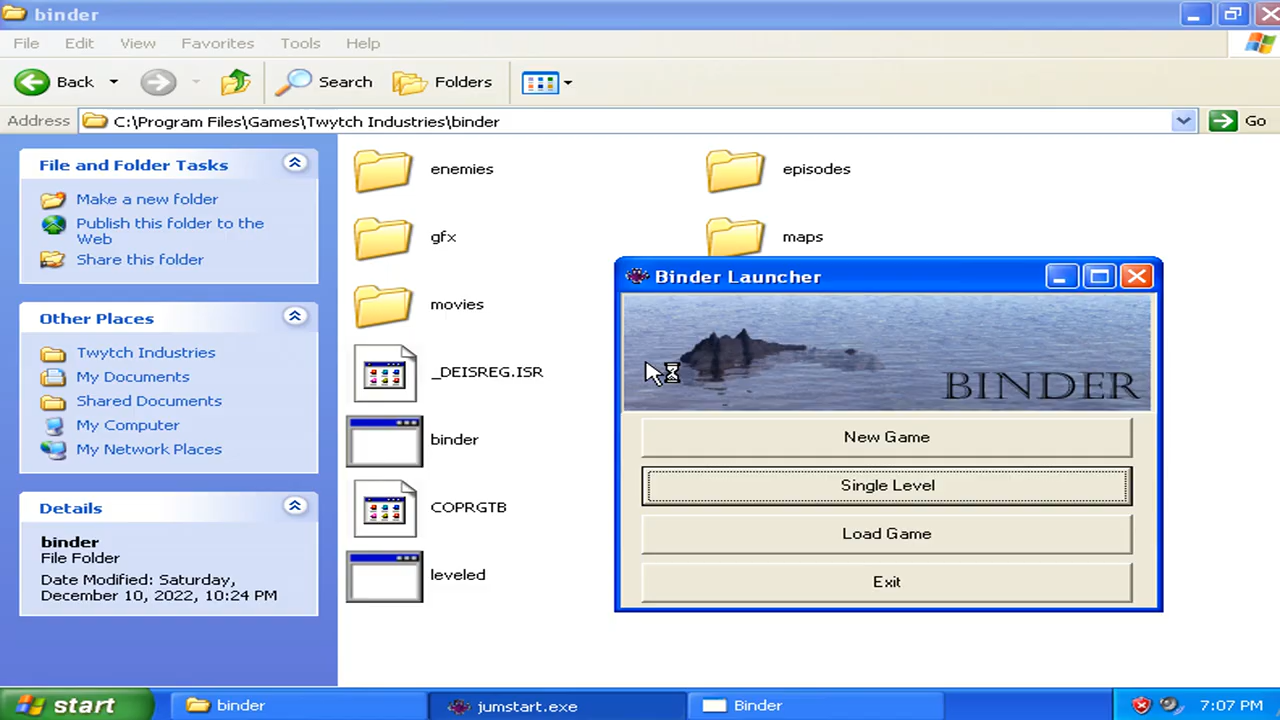 binder
File Edit View Favorites Tools Help
Back Search Folders
Address C:\Program Files\Games\Twytch Industries\binder Go
File and Folder Tasks
Make a new folder
Publish this folder to the
Web
Share this folder
Other Places
Twytch Industries
My Documents
Shared Documents
My Computer
My Network Places
Details
binder
File Folder
Date Modified: Saturday,
December 10, 2022, 10:24 PM
enemies
episodes
gfx
maps
movies
_DEISREG.ISR
binder
COPRGTB
leveled
Binder Launcher
BINDER
New Game
Single Level
Load Game
Exit
start binder jumstart.exe Binder 7:07 PM